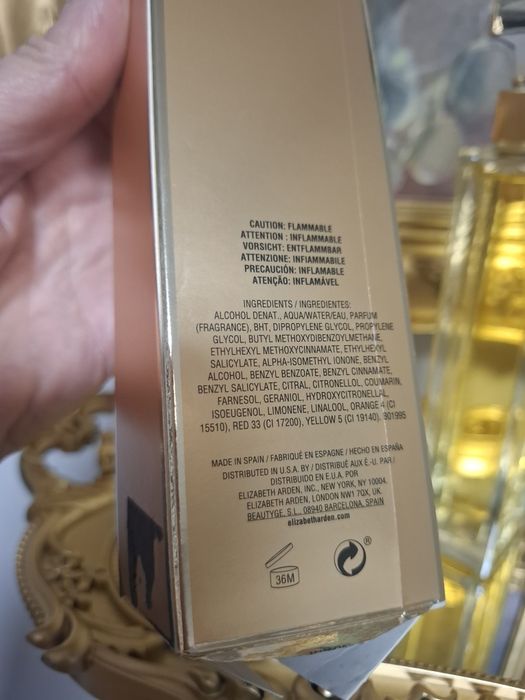 CAUTION: FLAMMABLE
ATTENTION : INFLAMMABLE
VORSICHT: ENTFLAMMBAR
ATTENZIONE: INFIAMMABILE
PRECAUCIÓN: INFLAMABLE
ATENÇÃO: INFLAMÁVEL
INGREDIENTS / INGREDIENTES:
ALCOHOL DENAT., AQUA/WATER/EAU, PARFUM
(FRAGRANCE), BHT, DIPROPYLENE GLYCOL, PROPYLENE
GLYCOL, BUTYL METHOXYDIBENZOYLMETHANE,
ETHYLHEXYL METHOXYCINNAMATE, ETHYLHEXYL
SALICYLATE, ALPHA-ISOMETHYL IONONE, BENZYL
ALCOHOL, BENZYL BENZOATE, BENZYL CINNAMATE,
BENZYL SALICYLATE, CITRAL, CITRONELLOL, COUMARIN,
FARNESOL, GERANIOL, HYDROXYCITRONELLAL,
ISOEUGENOL, LIMONENE, LINALOOL, ORANGE 4 (CI
15510), RED 33 (CI 17200), YELLOW 5 (CI 19140). 901995
MADE IN SPAIN / FABRIQUÉ EN ESPAGNE / HECHO EN ESPAÑA
DISTRIBUTED IN U.S.A. BY / DISTRIBUÉ AUX É.-U. PAR /
DISTRIBUIDO EN E.U.A. POR
ELIZABETH ARDEN, INC., NEW YORK, NY 10004.
ELIZABETH ARDEN, LONDON NW1 7QX, UK.
BEAUTYGE, S.L., 08940 BARCELONA, SPAIN
elizabetharden.com
36M
®